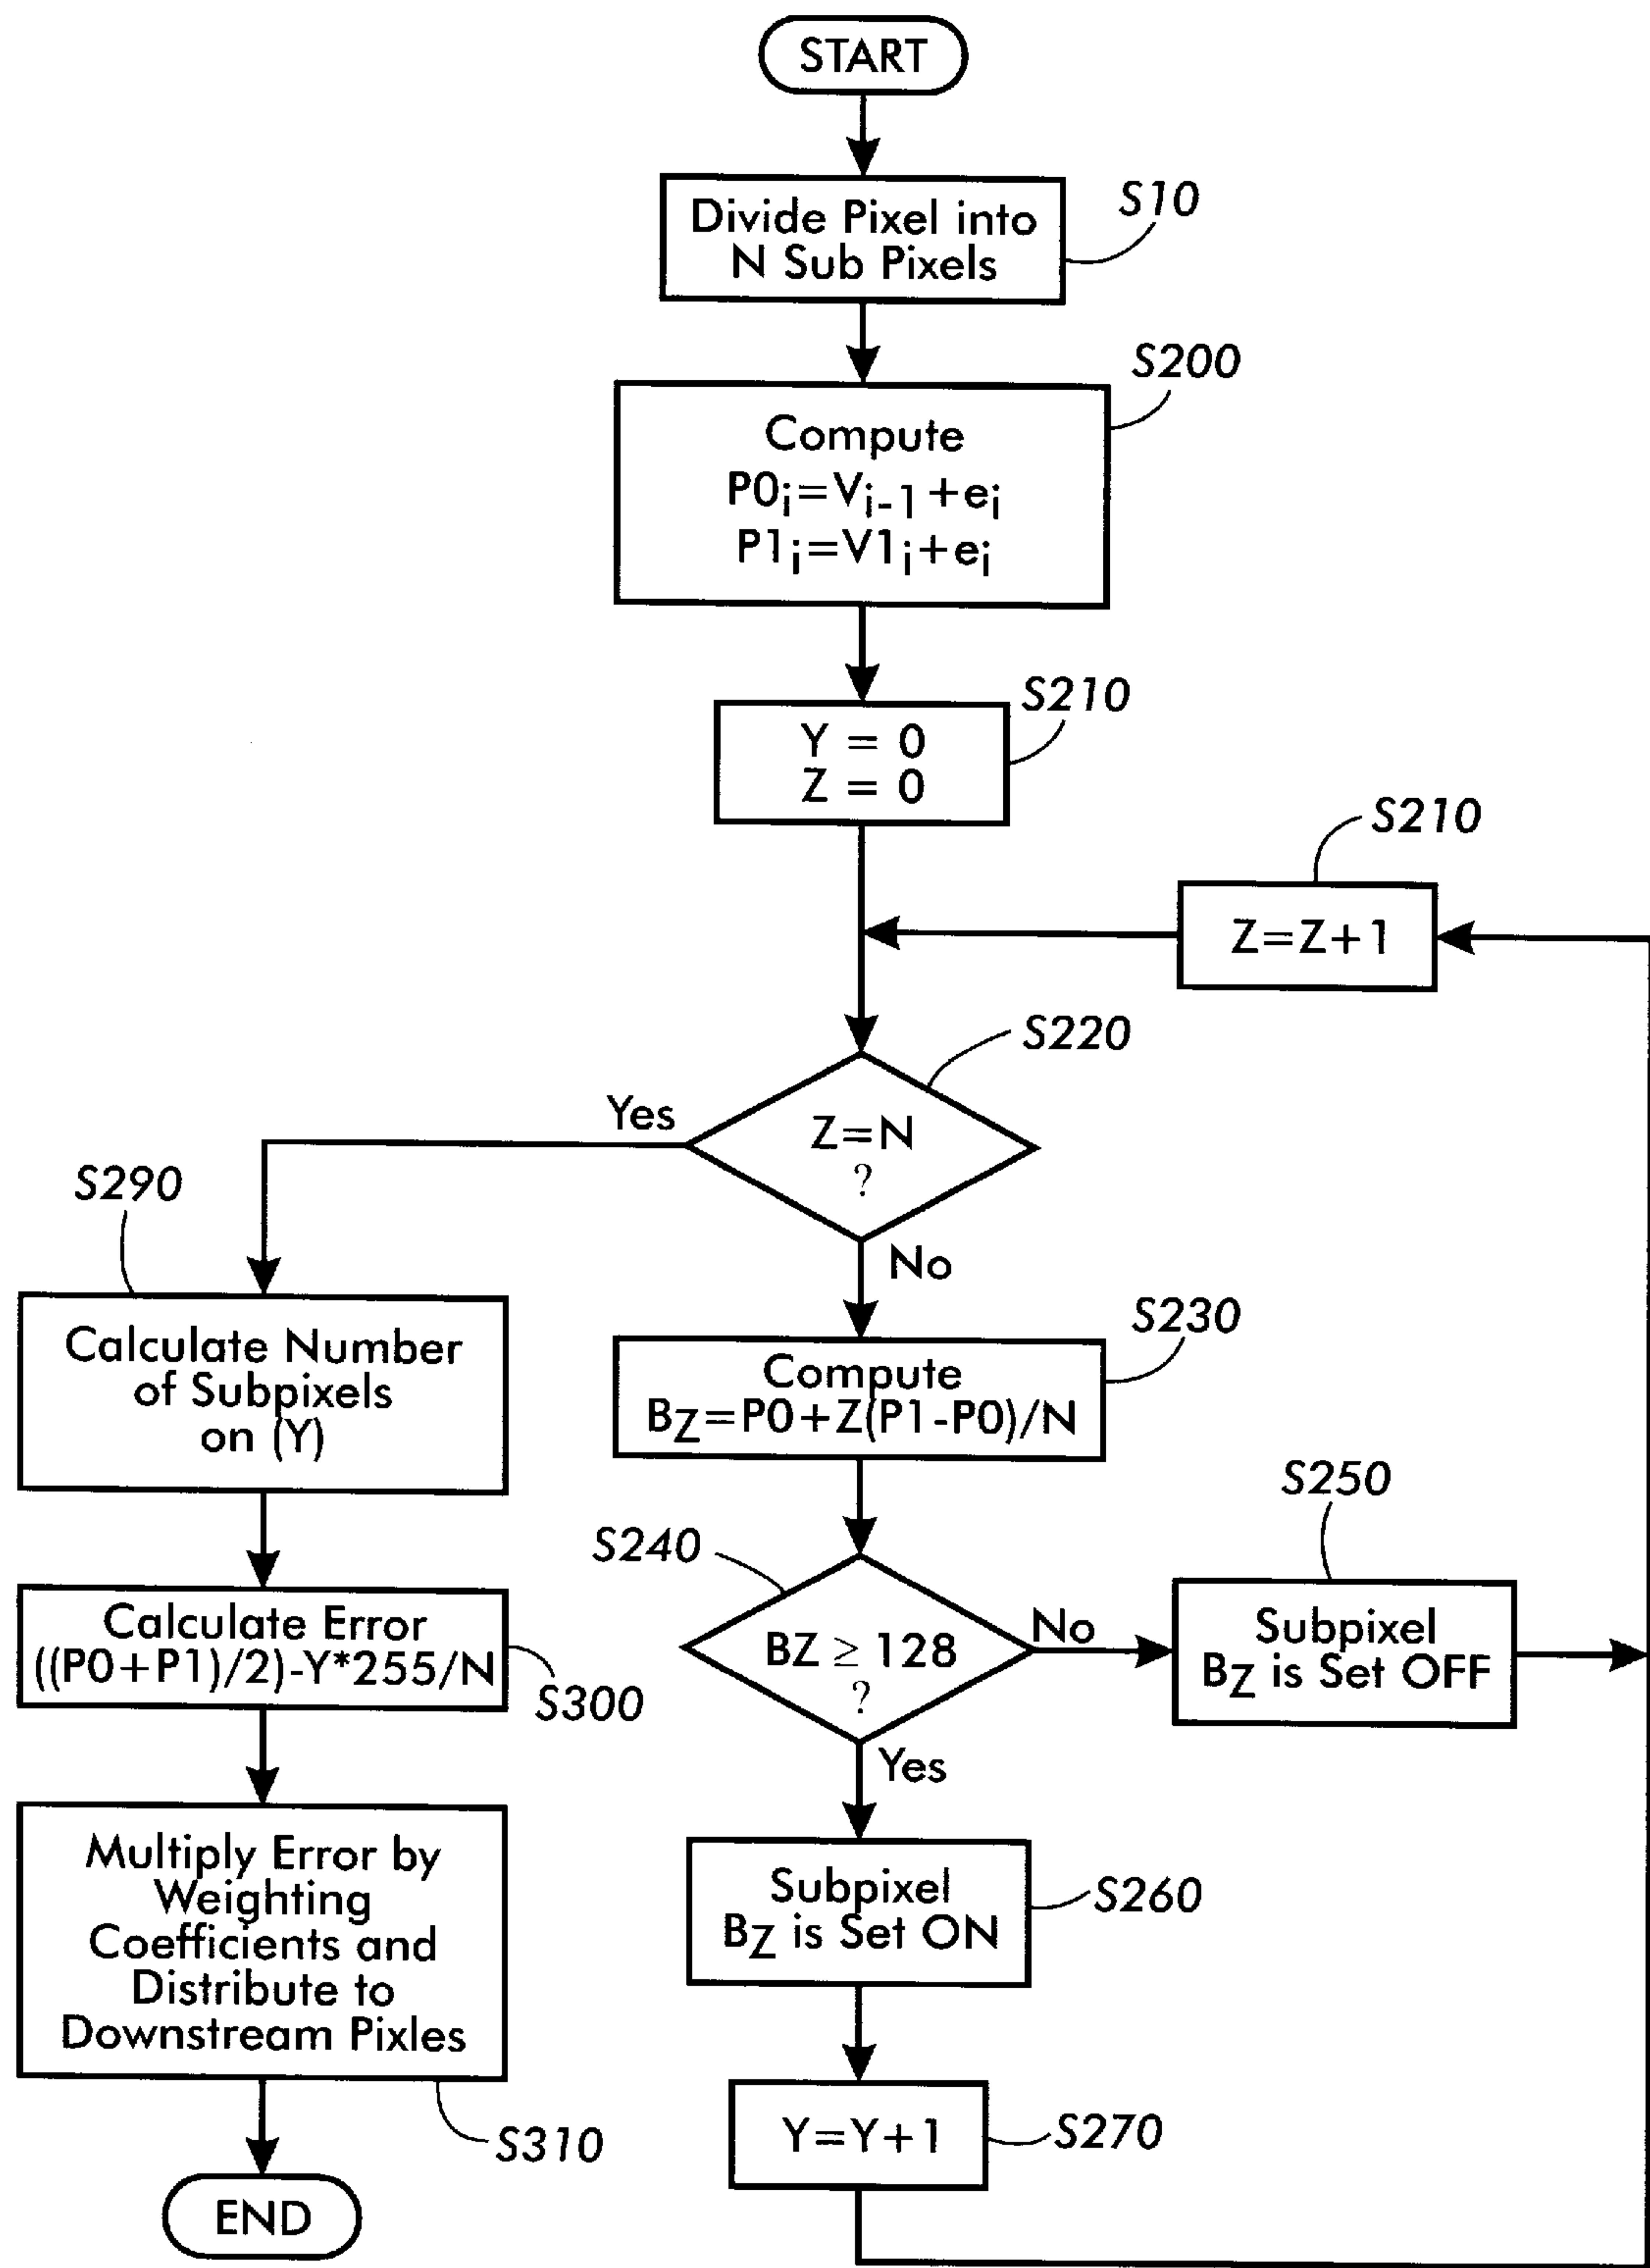 START
Divide Pixel into
N Sub Pixels
S10
Compute
P0i=Vi-1+ei
P1i=V1i+ei
S200
Y = 0
Z = 0
S210
Z=Z+1
S210
Z=N
?
S220
Yes
No
S290
Calculate Number
of Subpixels
on (Y)
Compute
BZ=P0+Z(P1-P0)/N
S230
Calculate Error
((P0+P1)/2)-Y*255/N
S300
S240
BZ ≥ 128
?
No
Yes
S250
Subpixel
BZ is Set OFF
Multiply Error by
Weighting
Coefficients and
Distribute to
Downstream Pixles
S310
Subpixel
BZ is Set ON
S260
Y=Y+1
S270
END